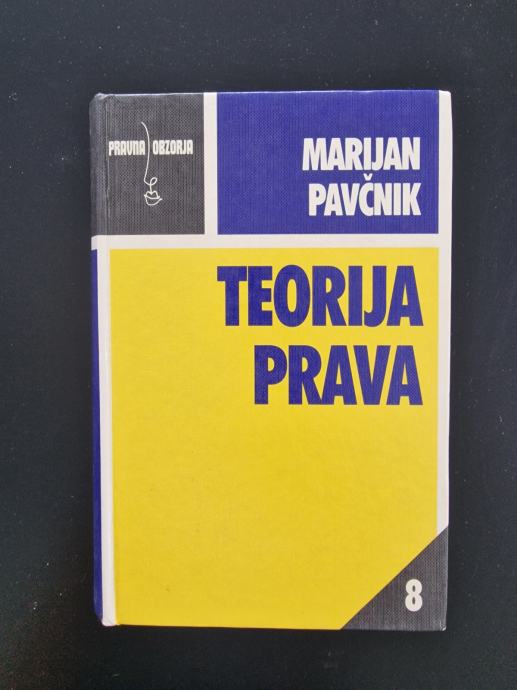 PRAVNA OBZORJA
MARIJAN
PAVČNIK
TEORIJA
PRAVA
8